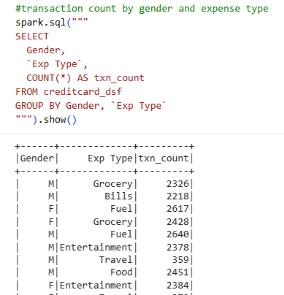 #transaction count by gender and expense type
spark.sql("""
SELECT
  Gender,
  `Exp Type`,
  COUNT(*) AS txn_count
FROM creditcard_dsf
GROUP BY Gender, `Exp Type`
""").show()
+------+-------------+---------+
|Gender|     Exp Type|txn_count|
+------+-------------+---------+
|     M|      Grocery|     2326|
|     M|        Bills|     2218|
|     F|         Fuel|     2617|
|     F|      Grocery|     2428|
|     M|         Fuel|     2640|
|     M|Entertainment|     2378|
|     M|       Travel|      359|
|     M|         Food|     2451|
|     F|Entertainment|     2384|